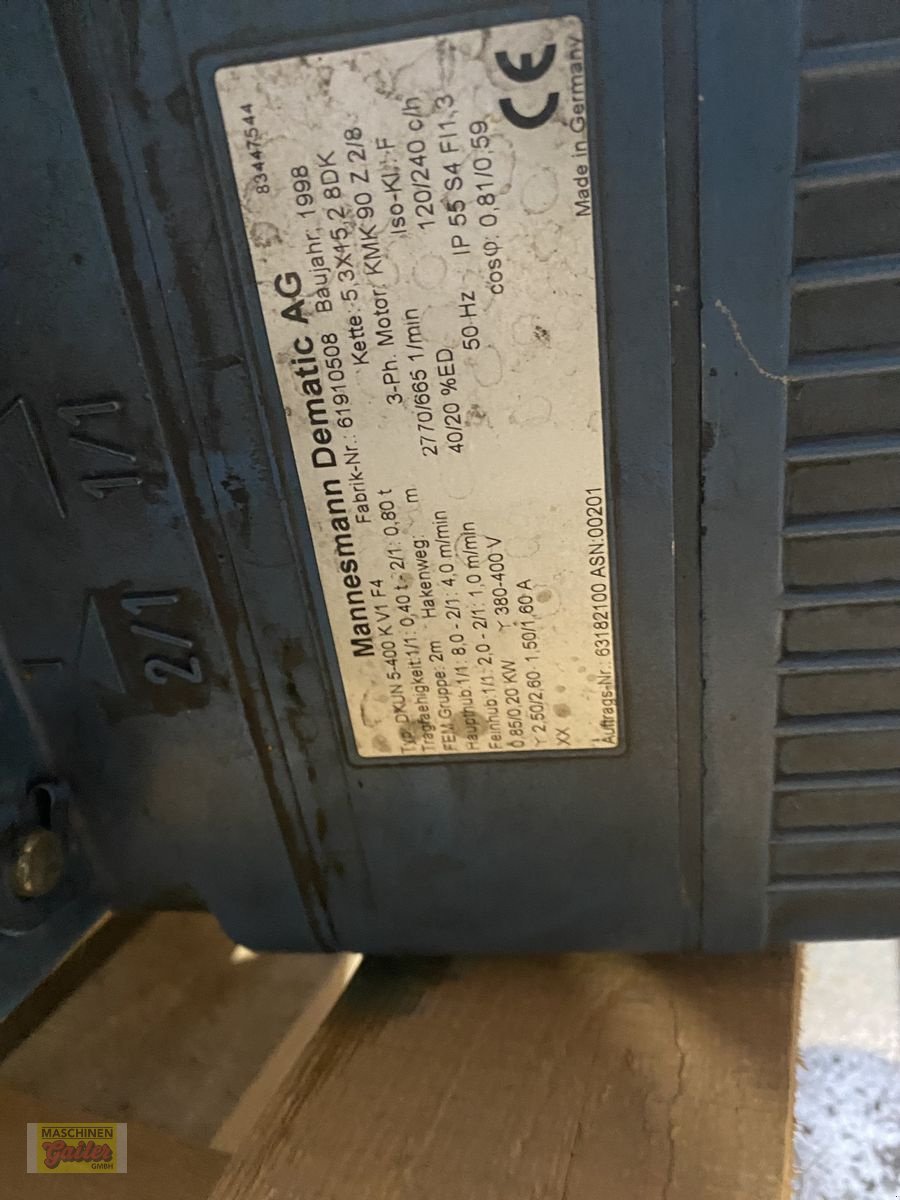 83447544
Mannesmann Dematic AG
Typ: DKUN 5-400 K V1 F4 Fabrik-Nr.: 61910508 Baujahr: 1998
Tragfaehigkeit:1/1: 0,40 t - 2/1: 0,80 t Kette: 5,3X45,2 8DK
FEM Gruppe: 2m Hakenweg: m 3-Ph. Motor: KMK 90 Z 2/8
Haupthub:1/1: 8,0 - 2/1: 4,0 m/min 2770/665 1/min Iso-Kl.: F
Feinhub:1/1: 2,0 - 2/1: 1,0 m/min 40/20 %ED 120/240 c/h
0,85/0,20 KW Y 380-400 V 50 Hz IP 55 S4 FI1,3
Y 2,50/2,60- 1,50/1,60 A cosφ: 0,81/0,59
XX
CE
Auftrags-Nr.: 63182100 ASN:00201 Made in Germany
1/1
2/1
MASCHINEN
Gailer
GMBH